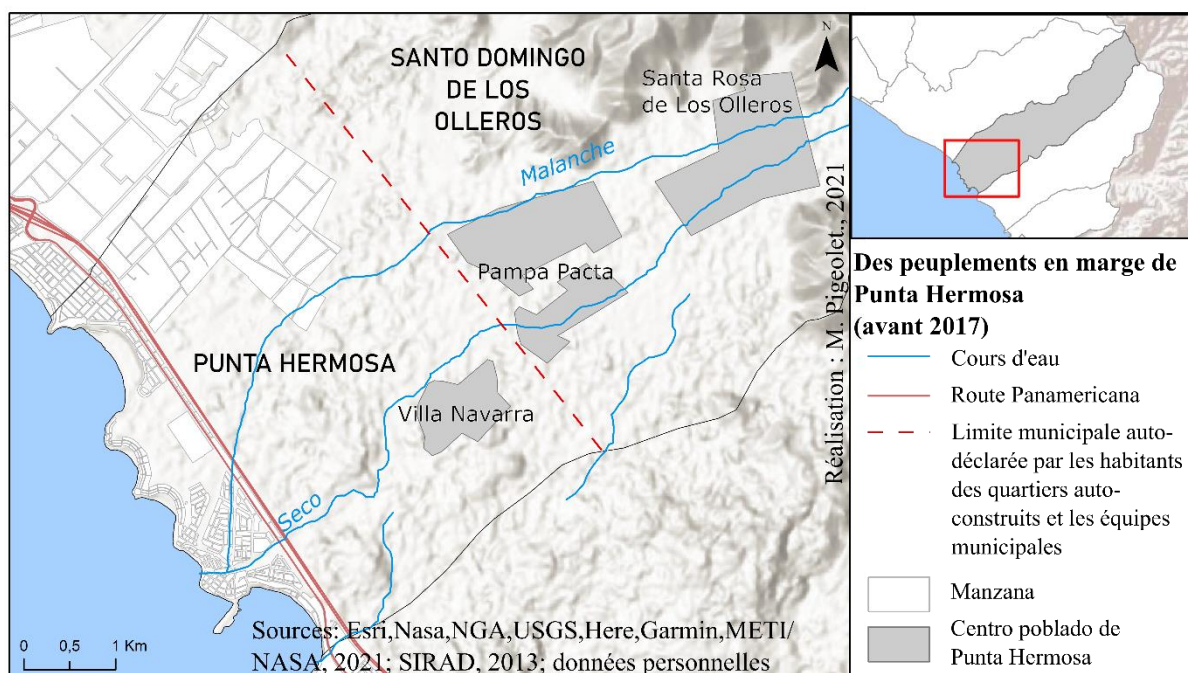 SANTO DOMINGO
DE LOS
OLLEROS
Santa Rosa
de Los Olleros
N
Malanche
Pampa Pacta
PUNTA HERMOSA
Villa Navarra
Seco
0 0,5 1 Km
Sources: Esri,Nasa,NGA,USGS,Here,Garmin,METI/
NASA, 2021; SIRAD, 2013; données personnelles
Réalisation : M. Pigeolet., 2021
Des peuplements en marge de
Punta Hermosa
(avant 2017)
Cours d'eau
Route Panamericana
Limite municipale auto-
déclarée par les habitants
des quartiers auto-
construits et les équipes
municipales
Manzana
Centro poblado de
Punta Hermosa